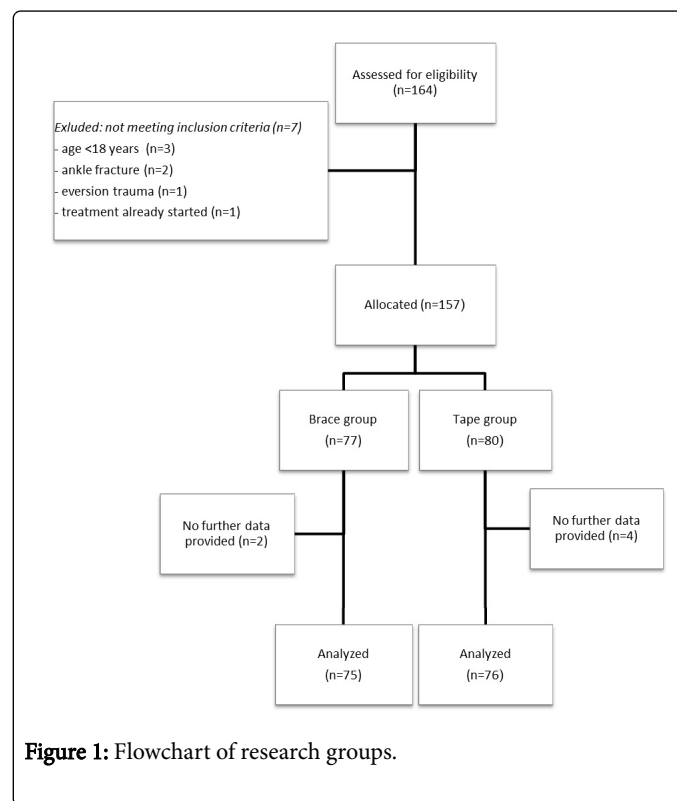 Assessed for eligibility
(n=164)
Exluded: not meeting inclusion criteria (n=7)
- age <18 years (n=3)
- ankle fracture (n=2)
- eversion trauma (n=1)
- treatment already started (n=1)
Allocated (n=157)
Brace group
(n=77)
Tape group
(n=80)
No further data
provided (n=2)
No further data
provided (n=4)
Analyzed
(n=75)
Analyzed
(n=76)
Figure 1: Flowchart of research groups.